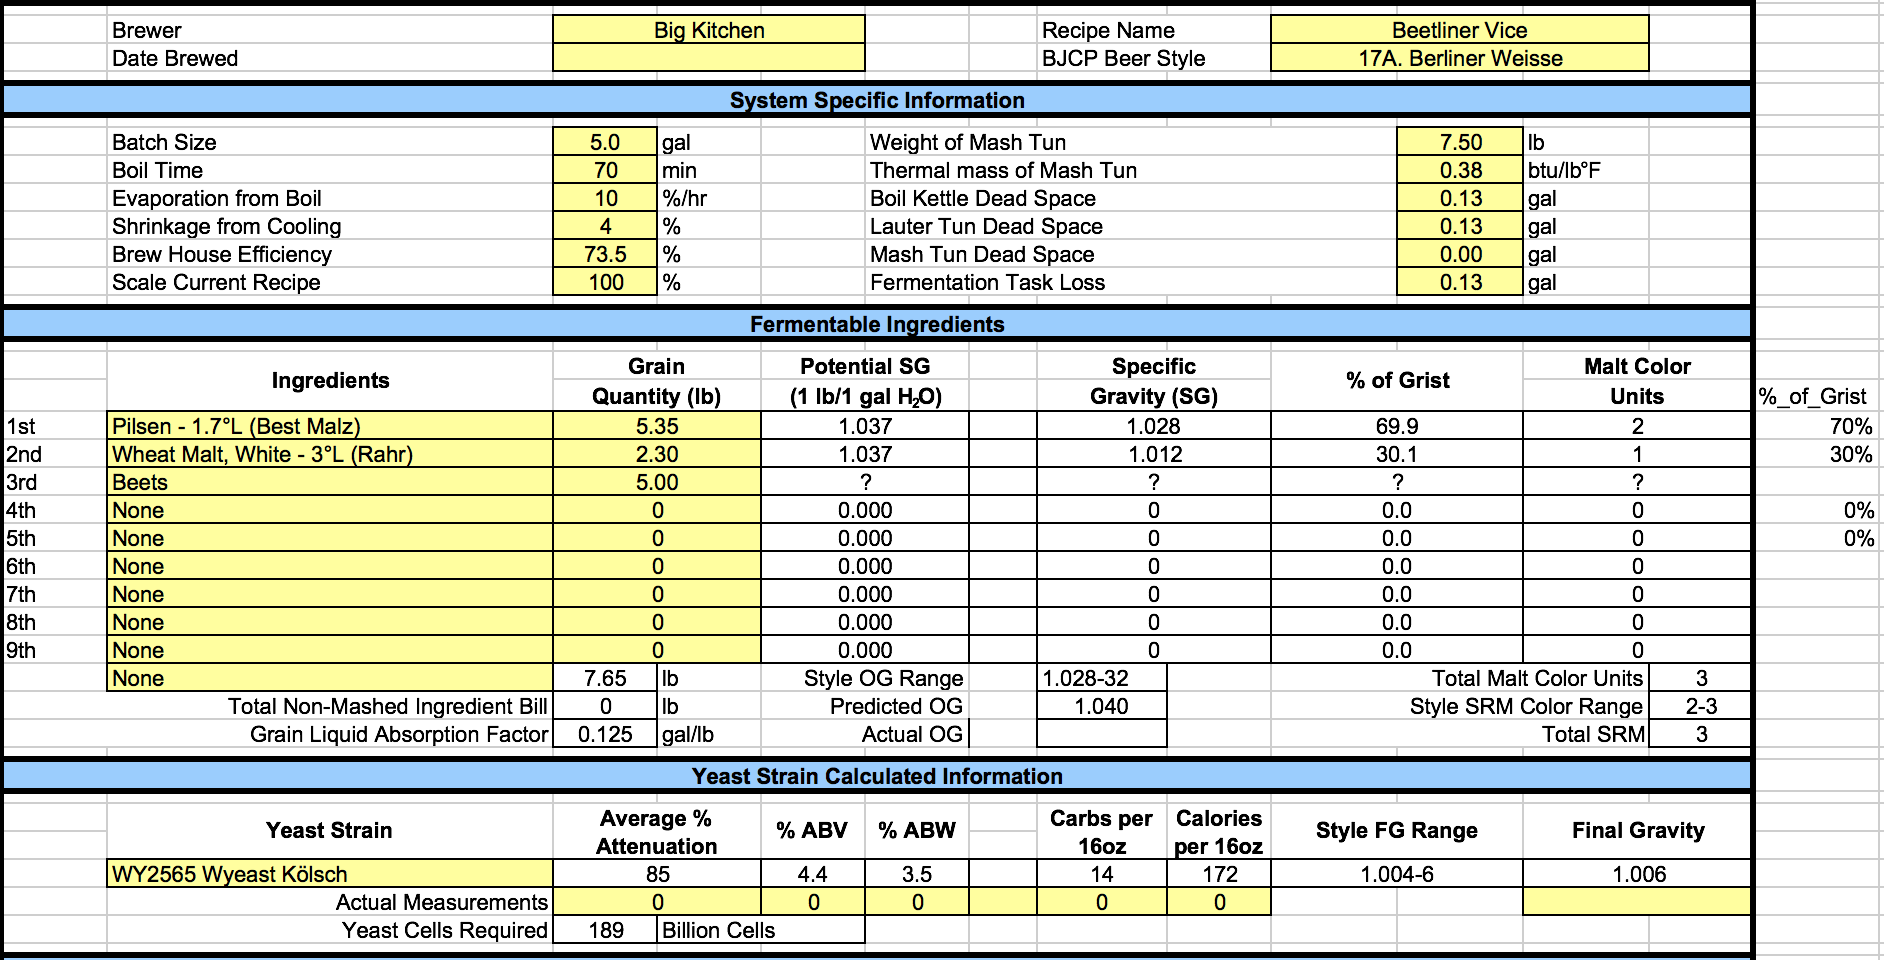 Brewer Big Kitchen Recipe Name Beetliner Vice
Date Brewed BJCP Beer Style 17A. Berliner Weisse
System Specific Information
Batch Size 5.0 gal Weight of Mash Tun 7.50 lb
Boil Time 70 min Thermal mass of Mash Tun 0.38 btu/lb°F
Evaporation from Boil 10 %/hr Boil Kettle Dead Space 0.13 gal
Shrinkage from Cooling 4 % Lauter Tun Dead Space 0.13 gal
Brew House Efficiency 73.5 % Mash Tun Dead Space 0.00 gal
Scale Current Recipe 100 % Fermentation Task Loss 0.13 gal
Fermentable Ingredients
Ingredients Grain Quantity (lb) Potential SG (1 lb/1 gal H₂O) Specific Gravity (SG) % of Grist Malt Color Units %_of_Grist
1st Pilsen - 1.7°L (Best Malz) 5.35 1.037 1.028 69.9 2 70%
2nd Wheat Malt, White - 3°L (Rahr) 2.30 1.037 1.012 30.1 1 30%
3rd Beets 5.00 ? ? ? ?
4th None 0 0.000 0 0.0 0 0%
5th None 0 0.000 0 0.0 0 0%
6th None 0 0.000 0 0.0 0
7th None 0 0.000 0 0.0 0
8th None 0 0.000 0 0.0 0
9th None 0 0.000 0 0.0 0
None 7.65 lb Style OG Range 1.028-32 Total Malt Color Units 3
Total Non-Mashed Ingredient Bill 0 lb Predicted OG 1.040 Style SRM Color Range 2-3
Grain Liquid Absorption Factor 0.125 gal/lb Actual OG Total SRM 3
Yeast Strain Calculated Information
Yeast Strain Average % Attenuation % ABV % ABW Carbs per 16oz Calories per 16oz Style FG Range Final Gravity
WY2565 Wyeast Kölsch 85 4.4 3.5 14 172 1.004-6 1.006
Actual Measurements 0 0 0 0 0
Yeast Cells Required 189 Billion Cells